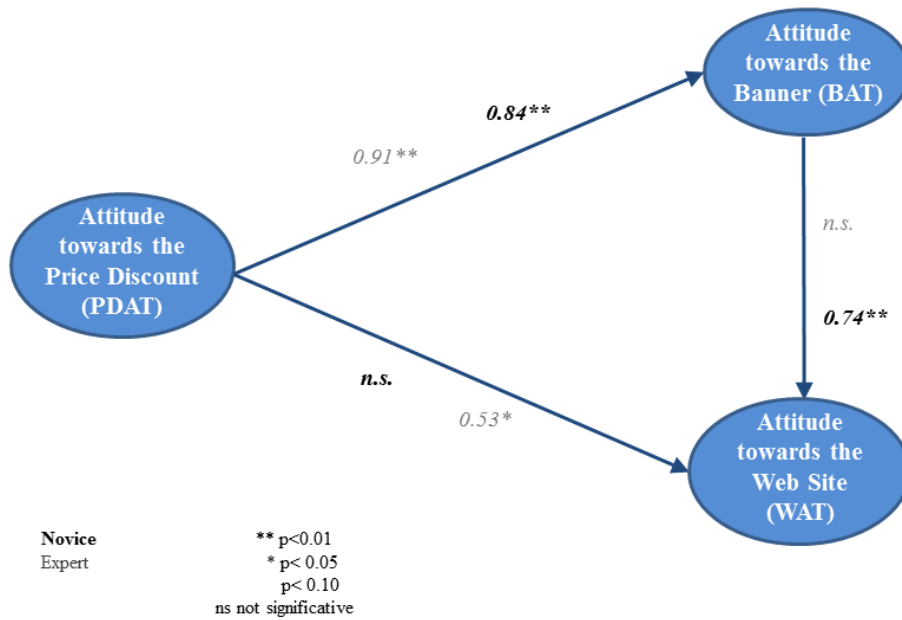 Attitude
towards the
Banner (BAT)
0.84**
0.91**
Attitude
towards the
Price Discount
(PDAT)
n.s.
0.74**
n.s.
0.53*
Attitude
towards the
Web Site
(WAT)
Novice ** p<0.01
Expert * p< 0.05
p< 0.10
ns not significative